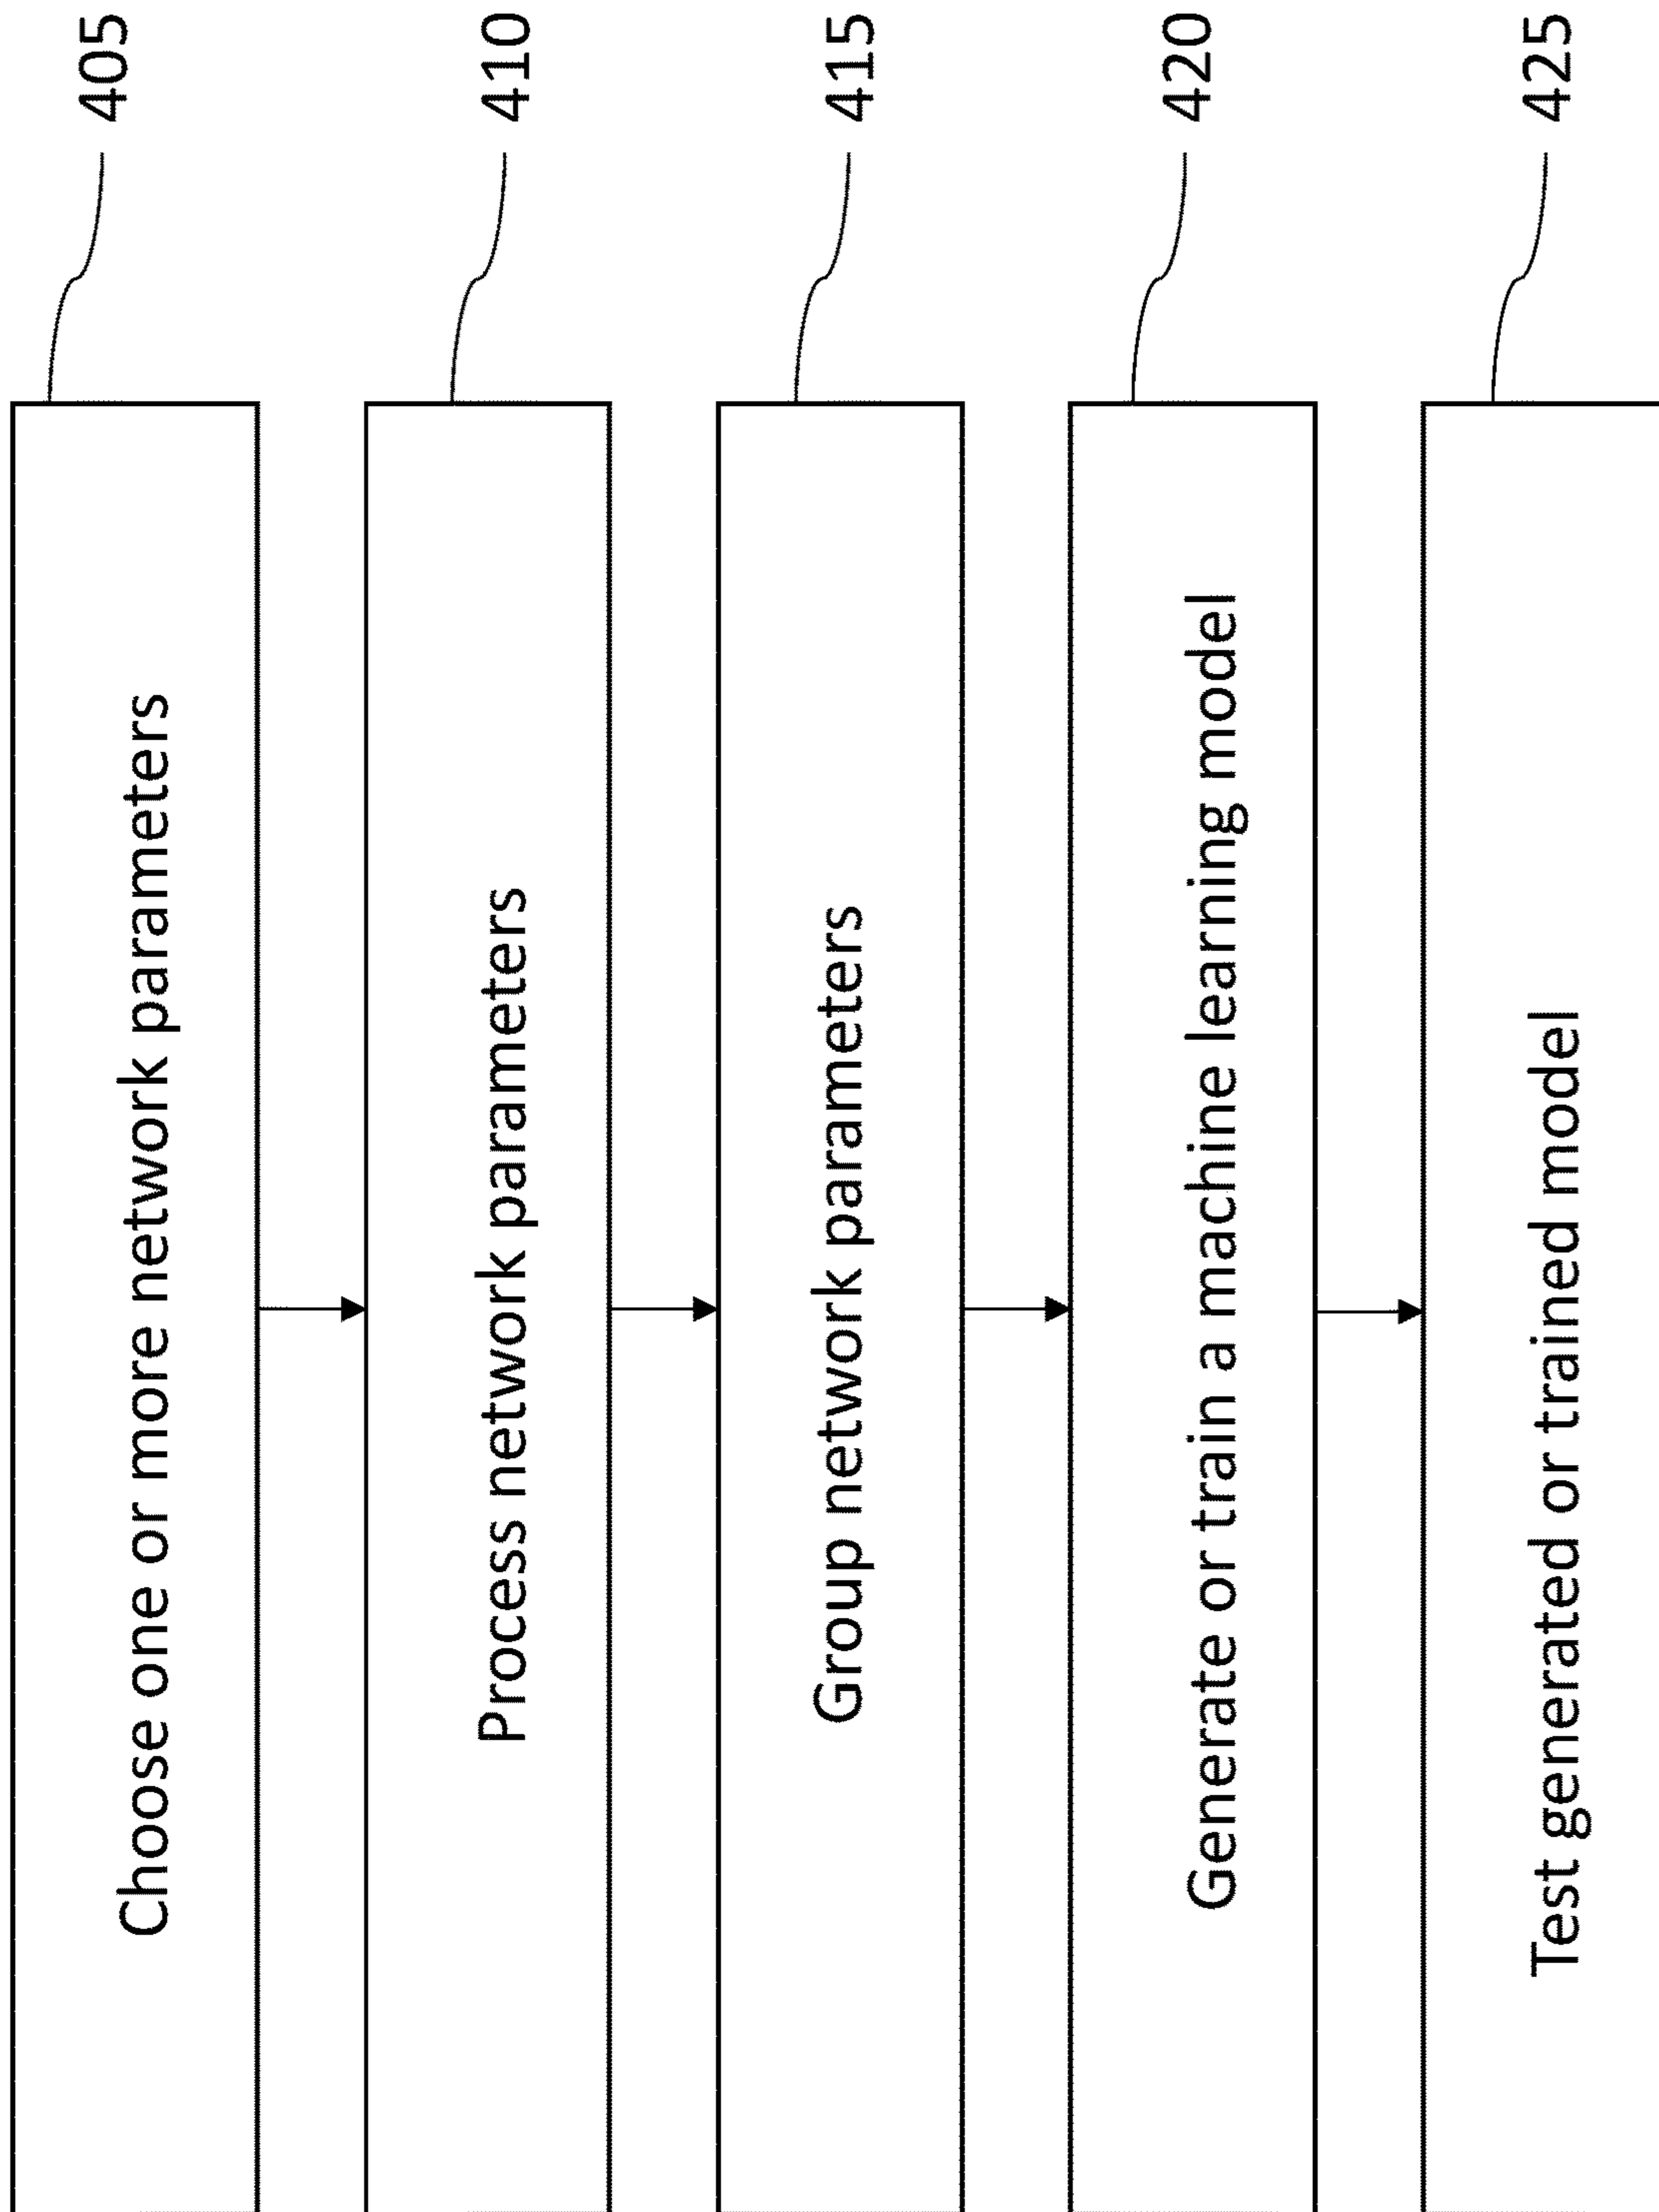 Choose one or more network parameters
405
Process network parameters
410
Group network parameters
415
Generate or train a machine learning model
420
Test generated or trained model
425